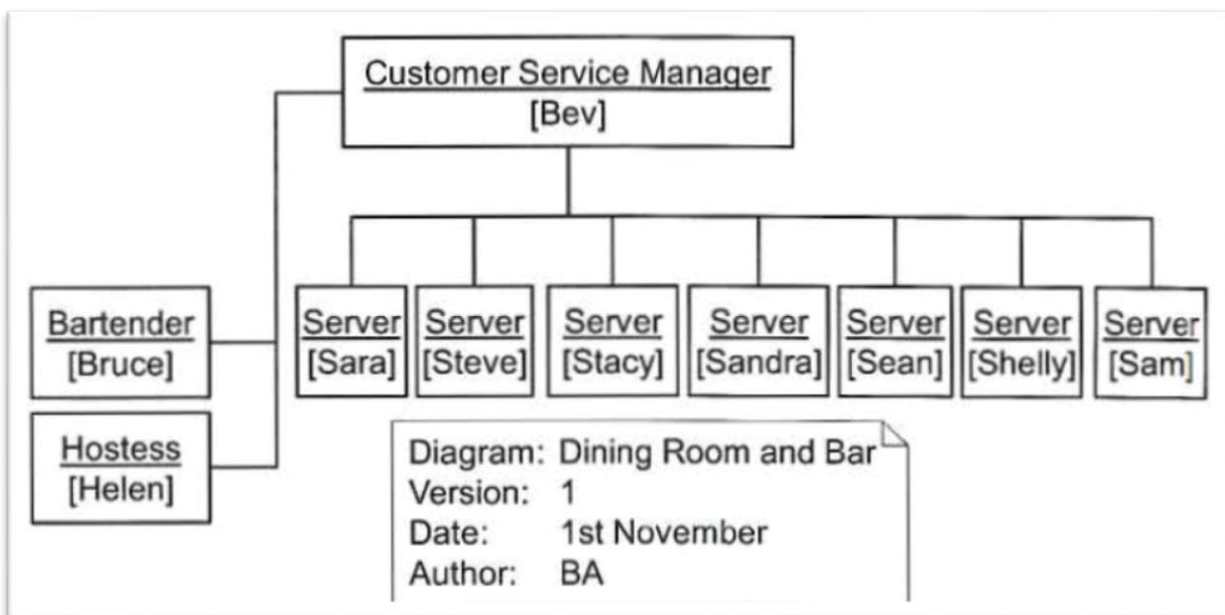 Customer Service Manager
[Bev]
Bartender
[Bruce]
Server
[Sara]
Server
[Steve]
Server
[Stacy]
Server
[Sandra]
Server
[Sean]
Server
[Shelly]
Server
[Sam]
Hostess
[Helen]
Diagram: Dining Room and Bar
Version: 1
Date: 1st November
Author: BA